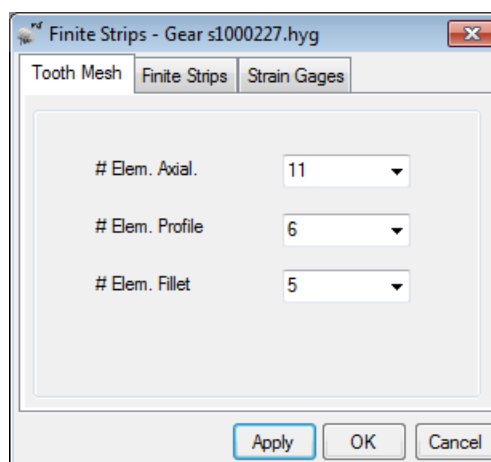 Finite Strips - Gear s1000227.hyg
Tooth Mesh Finite Strips Strain Gages
# Elem. Axial. 11
# Elem. Profile 6
# Elem. Fillet 5
Apply OK Cancel